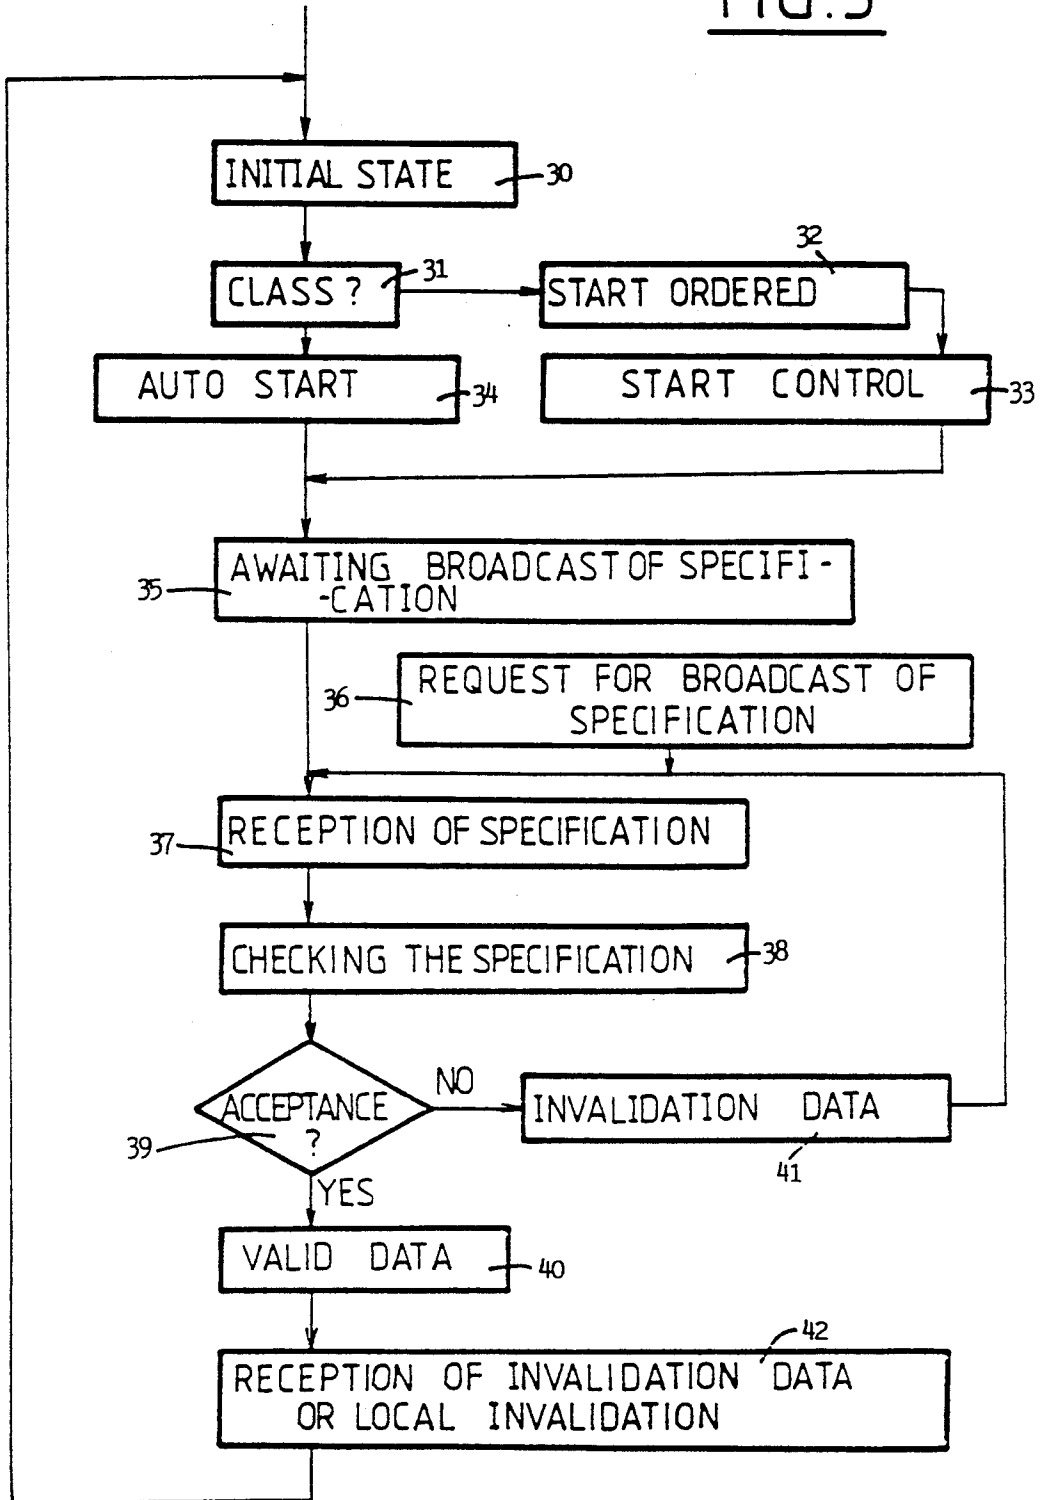 FIG.5
INITIAL STATE
30
CLASS ?
31
32
START ORDERED
AUTO START
34
START CONTROL
33
AWAITING BROADCAST OF SPECIFI-
-CATION
35
REQUEST FOR BROADCAST OF
SPECIFICATION
36
RECEPTION OF SPECIFICATION
37
CHECKING THE SPECIFICATION
38
ACCEPTANCE
?
39
NO
INVALIDATION DATA
41
YES
VALID DATA
40
42
RECEPTION OF INVALIDATION DATA
OR LOCAL INVALIDATION